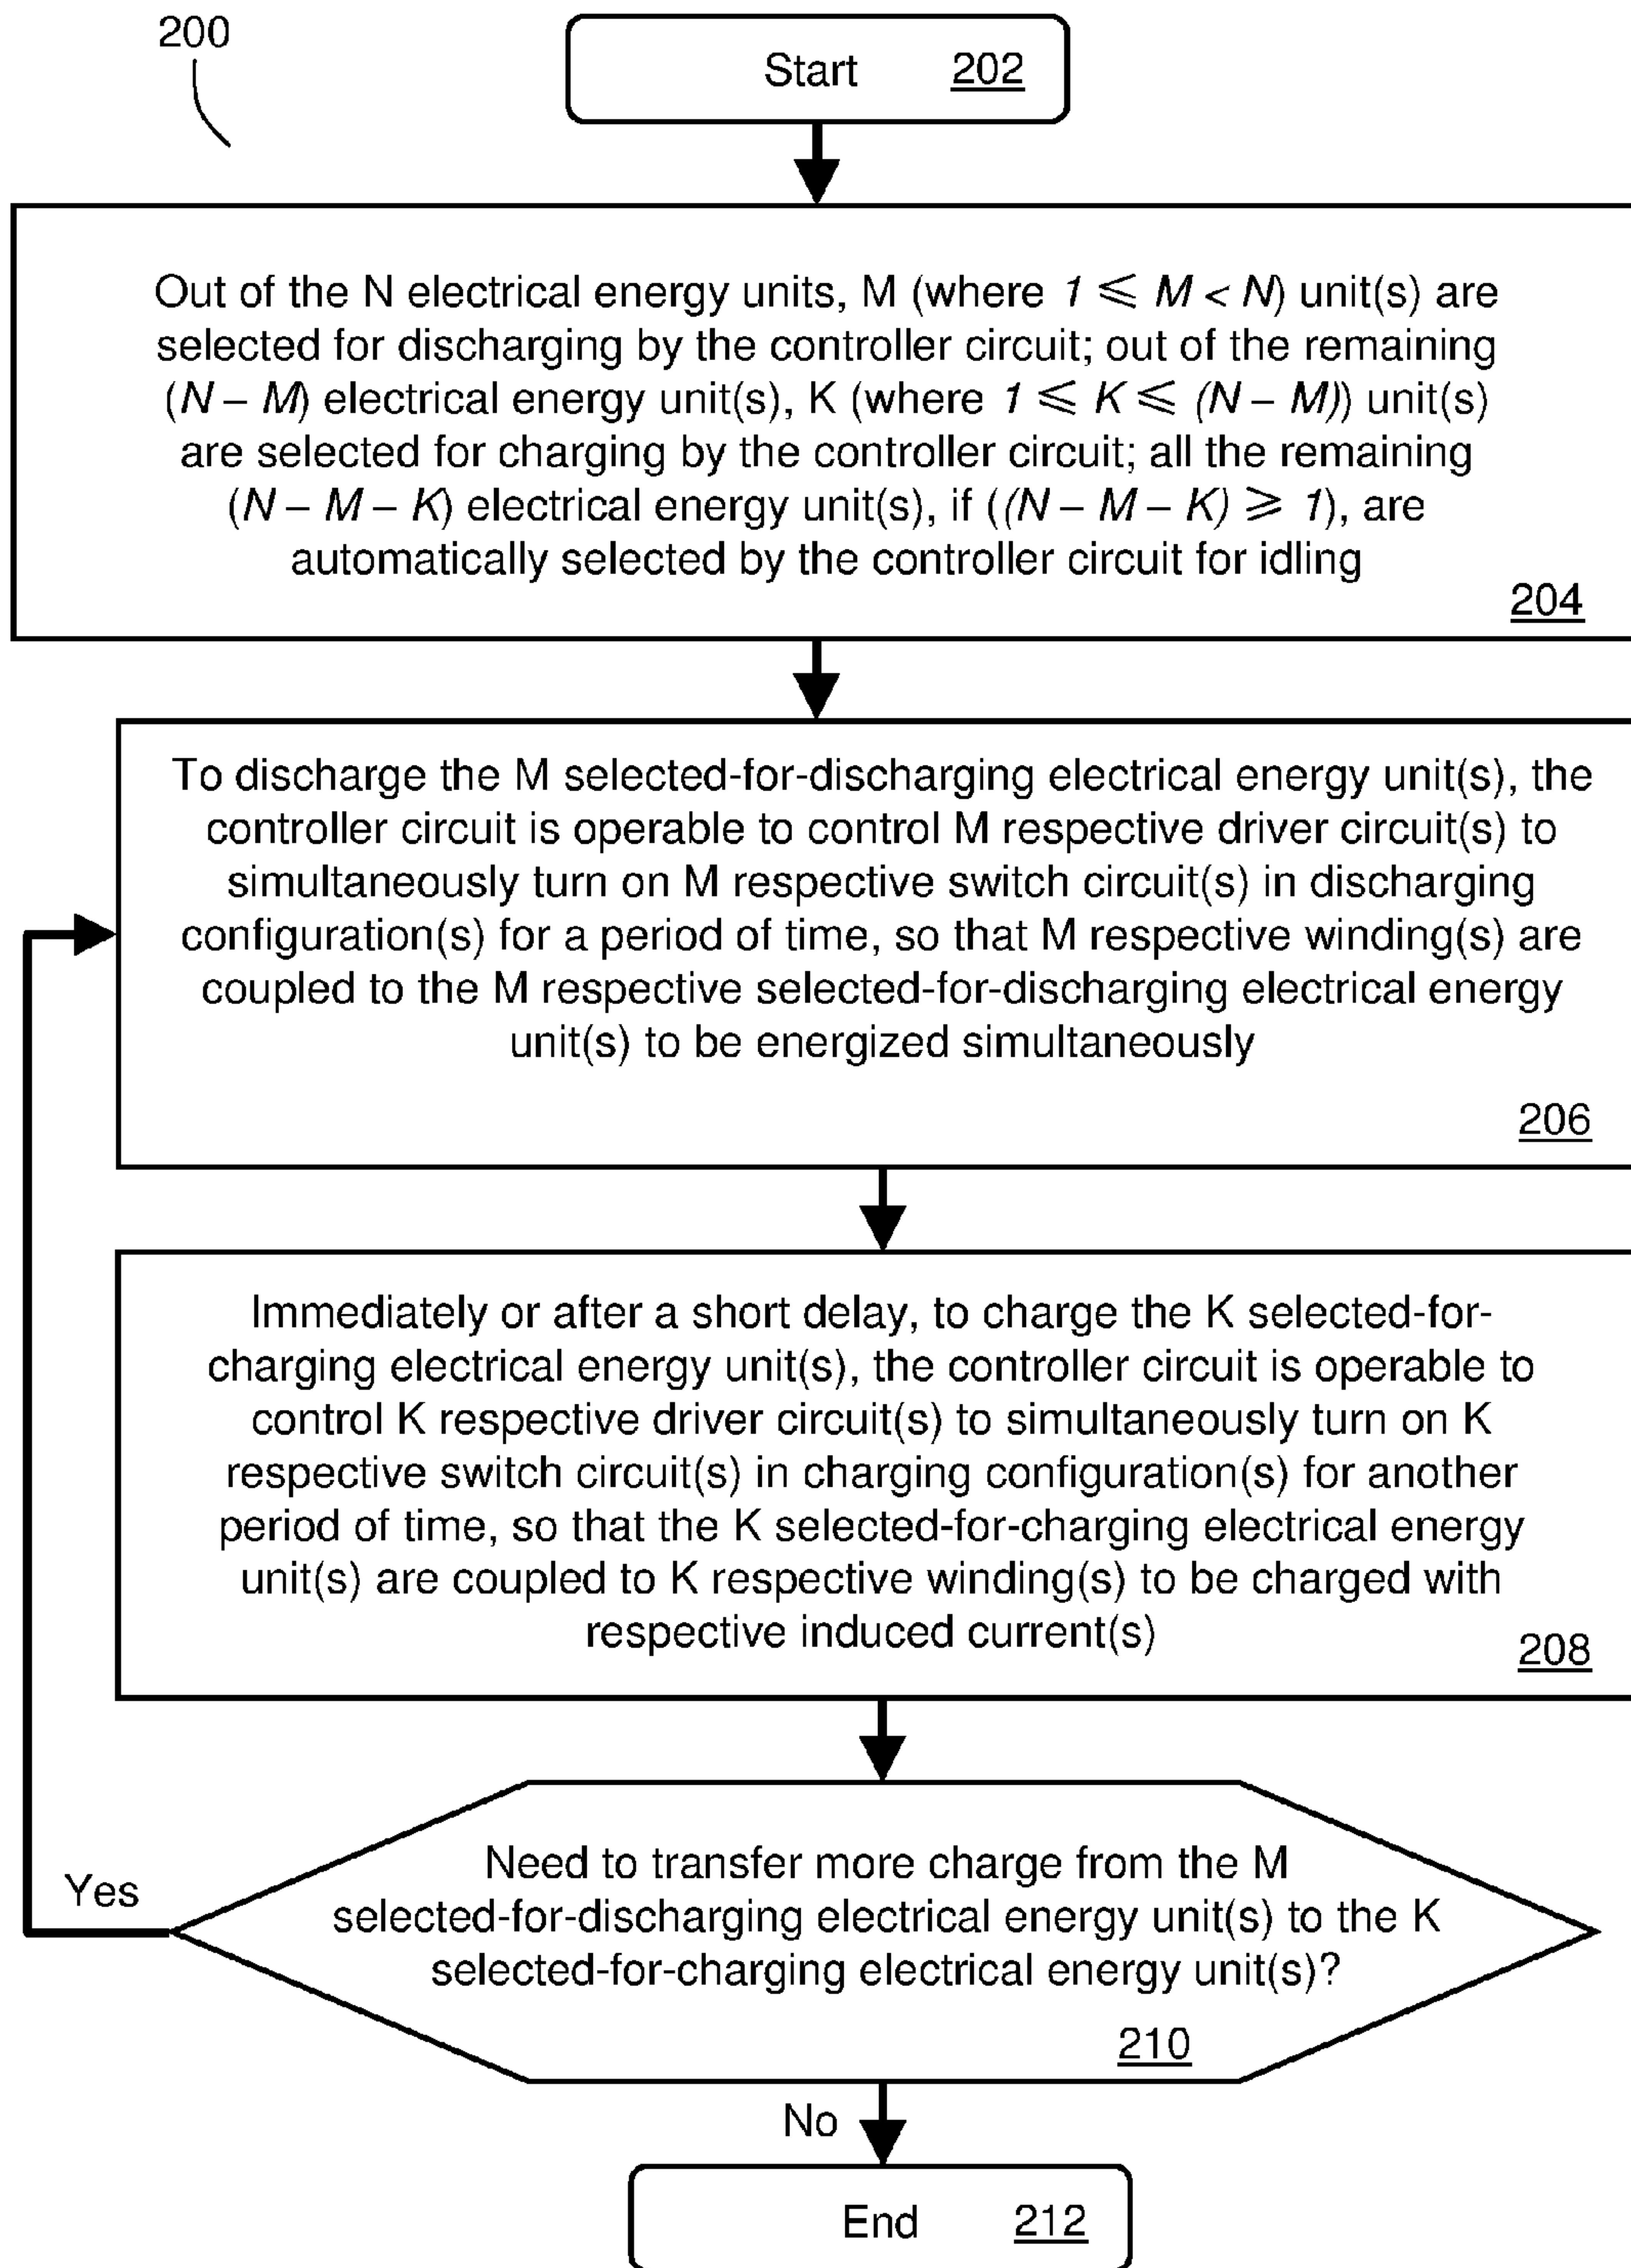 200
Start 202
Out of the N electrical energy units, M (where 1 ⩽ M < N) unit(s) are
selected for discharging by the controller circuit; out of the remaining
(N – M) electrical energy unit(s), K (where 1 ⩽ K ⩽ (N – M)) unit(s)
are selected for charging by the controller circuit; all the remaining
(N – M – K) electrical energy unit(s), if ((N – M – K) ⩾ 1), are
automatically selected by the controller circuit for idling
204
To discharge the M selected-for-discharging electrical energy unit(s), the
controller circuit is operable to control M respective driver circuit(s) to
simultaneously turn on M respective switch circuit(s) in discharging
configuration(s) for a period of time, so that M respective winding(s) are
coupled to the M respective selected-for-discharging electrical energy
unit(s) to be energized simultaneously
206
Immediately or after a short delay, to charge the K selected-for-
charging electrical energy unit(s), the controller circuit is operable to
control K respective driver circuit(s) to simultaneously turn on K
respective switch circuit(s) in charging configuration(s) for another
period of time, so that the K selected-for-charging electrical energy
unit(s) are coupled to K respective winding(s) to be charged with
respective induced current(s)
208
Need to transfer more charge from the M
selected-for-discharging electrical energy unit(s) to the K
selected-for-charging electrical energy unit(s)?
210
Yes
No
End 212